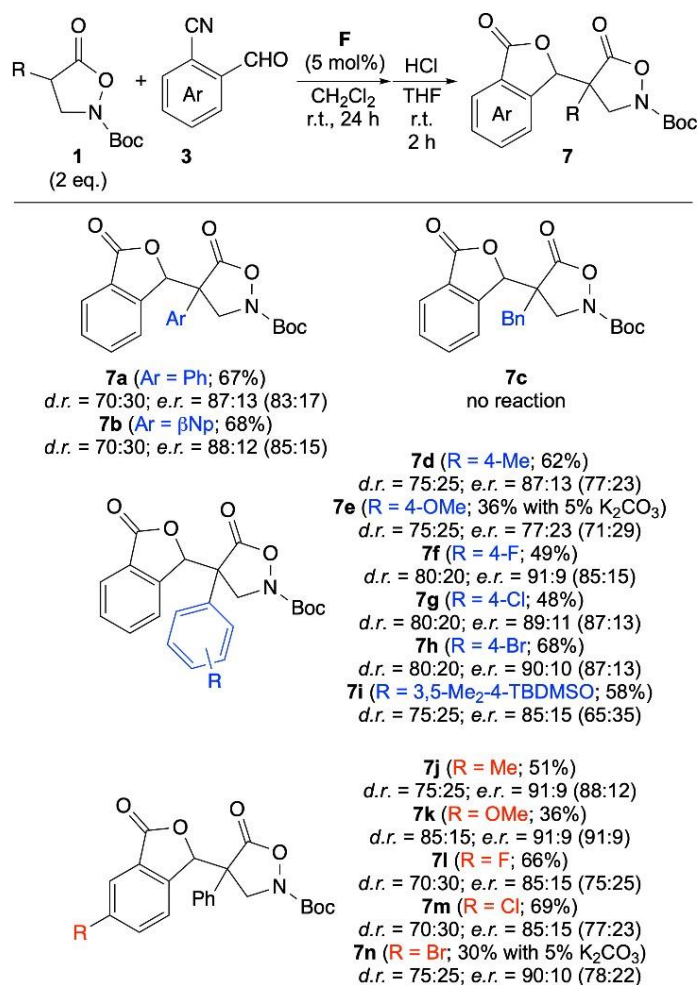 O
R
O
N
Boc
1
(2 eq.)
+
CN
CHO
Ar
3
F
(5 mol%)
CH2Cl2
r.t., 24 h
HCl
THF
r.t.
2 h
O
O
O
O
Ar
R
N
Boc
7
O
O
O
O
N
Ar
Boc
7a (Ar = Ph; 67%)
d.r. = 70:30; e.r. = 87:13 (83:17)
7b (Ar = βNp; 68%)
d.r. = 70:30; e.r. = 88:12 (85:15)
O
O
O
O
N
Bn
Boc
7c
no reaction
O
O
O
O
N
Boc
R
7d (R = 4-Me; 62%)
d.r. = 75:25; e.r. = 87:13 (77:23)
7e (R = 4-OMe; 36% with 5% K2CO3)
d.r. = 75:25; e.r. = 77:23 (71:29)
7f (R = 4-F; 49%)
d.r. = 80:20; e.r. = 91:9 (85:15)
7g (R = 4-Cl; 48%)
d.r. = 80:20; e.r. = 89:11 (87:13)
7h (R = 4-Br; 68%)
d.r. = 80:20; e.r. = 90:10 (87:13)
7i (R = 3,5-Me2-4-TBDMSO; 58%)
d.r. = 75:25; e.r. = 85:15 (65:35)
O
O
O
O
N
Ph
Boc
R
7j (R = Me; 51%)
d.r. = 75:25; e.r. = 91:9 (88:12)
7k (R = OMe; 36%)
d.r. = 85:15; e.r. = 91:9 (91:9)
7l (R = F; 66%)
d.r. = 70:30; e.r. = 85:15 (75:25)
7m (R = Cl; 69%)
d.r. = 70:30; e.r. = 85:15 (77:23)
7n (R = Br; 30% with 5% K2CO3)
d.r. = 75:25; e.r. = 90:10 (78:22)